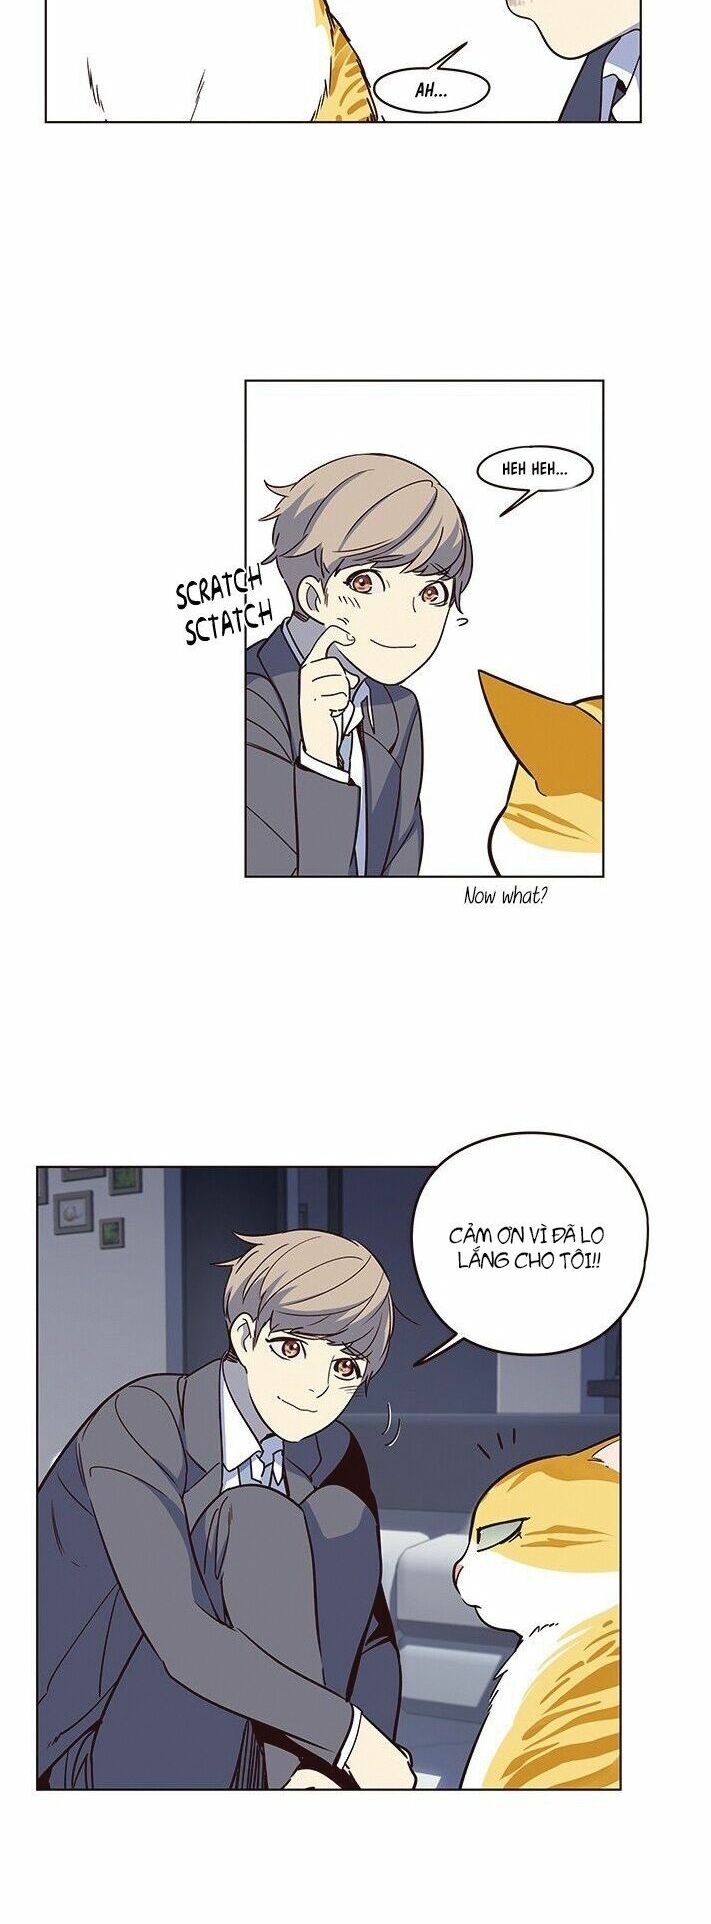 AH...
HEH HEH...
SCRATCH
SCTATCH
Now what?
CẢM ƠN VÌ ĐÃ LO
LẮNG CHO TÔI!!